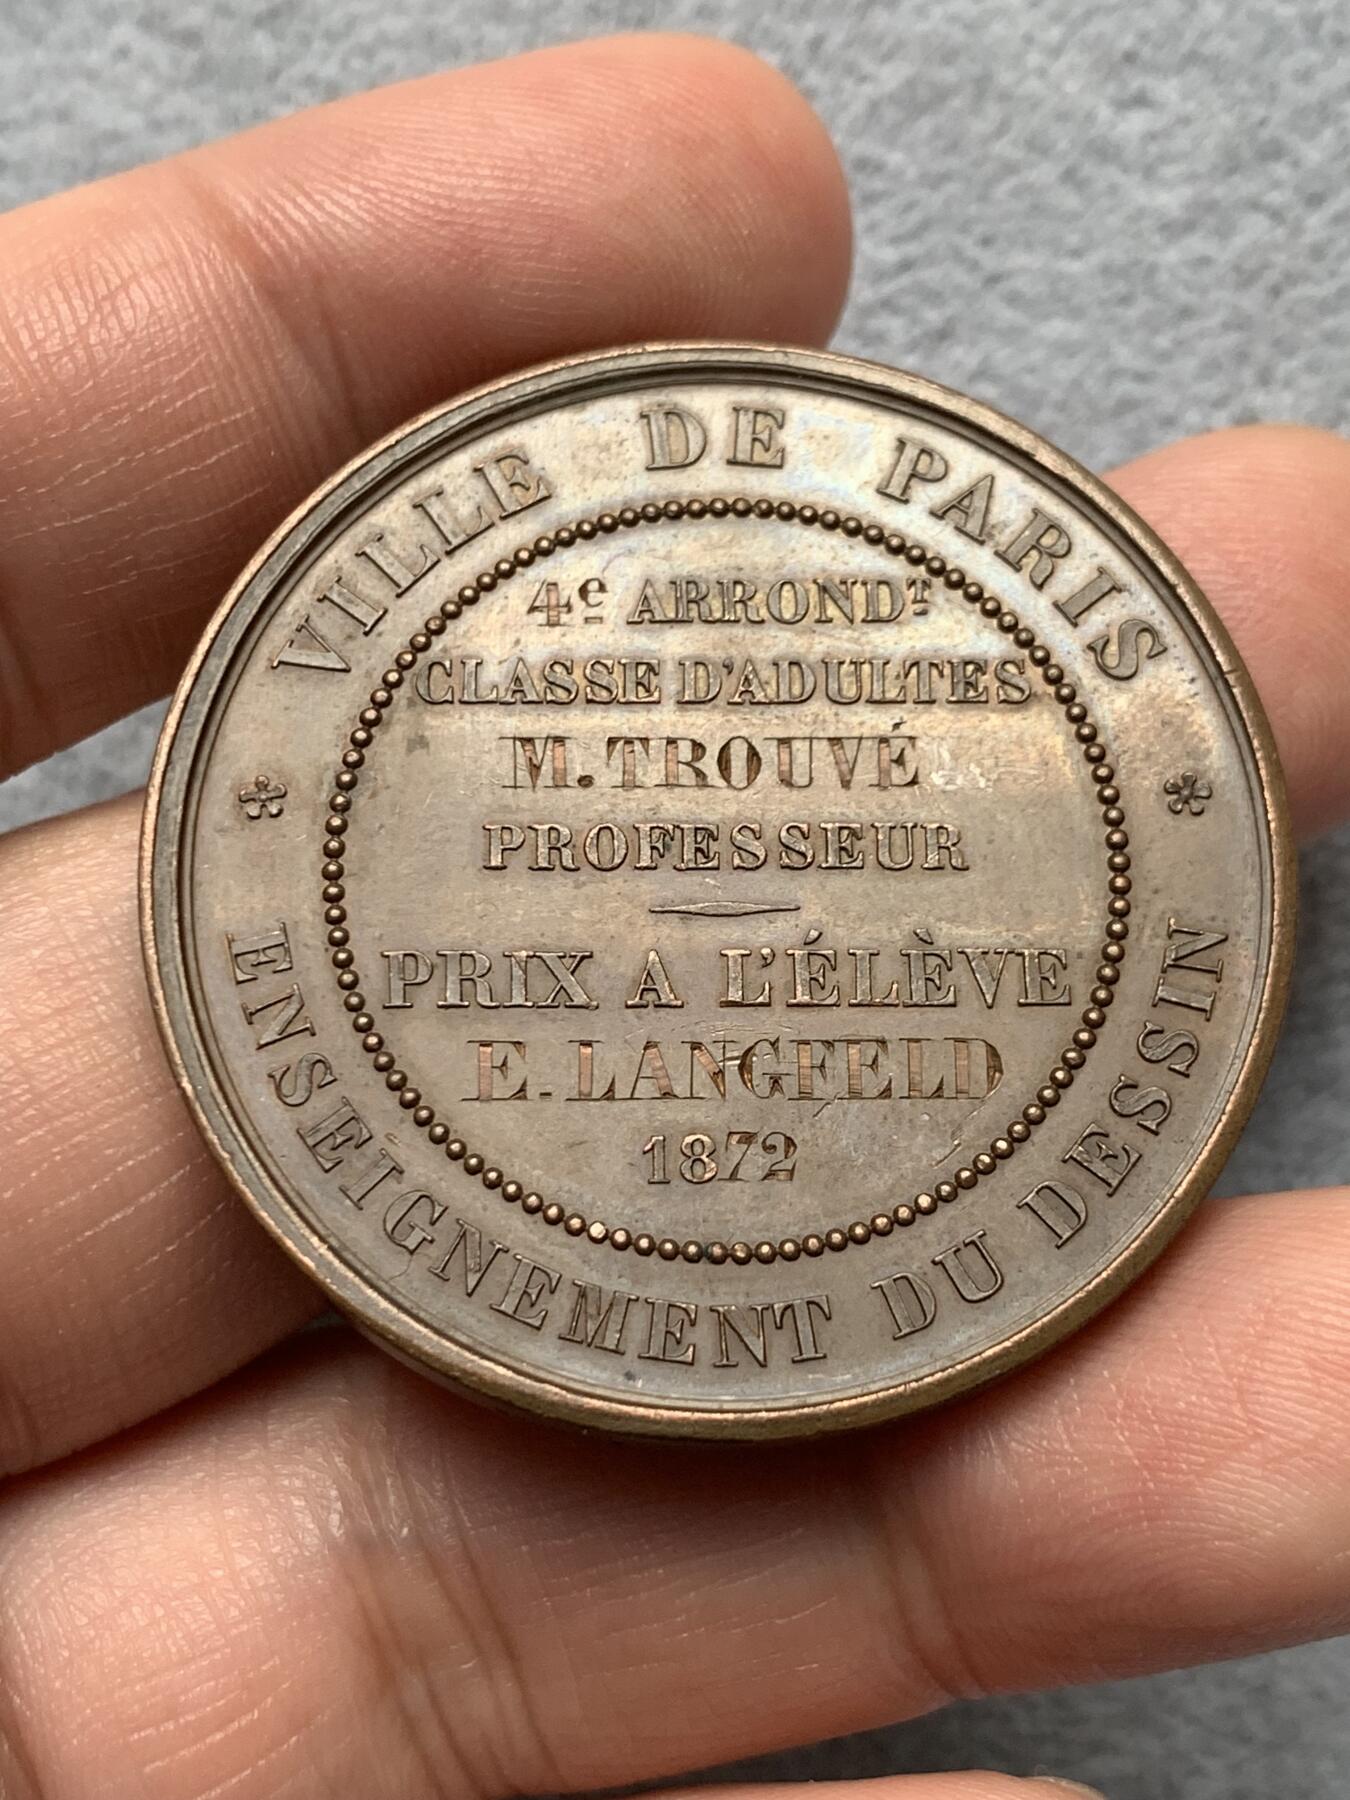 VILLE DE PARIS
4e ARRONDT
CLASSE D'ADULTES
M. TROUVÉ
PROFESSEUR
PRIX A L'ÉLÈVE
E. LANGFELD
1872
ENSEIGNEMENT DU DESSIN